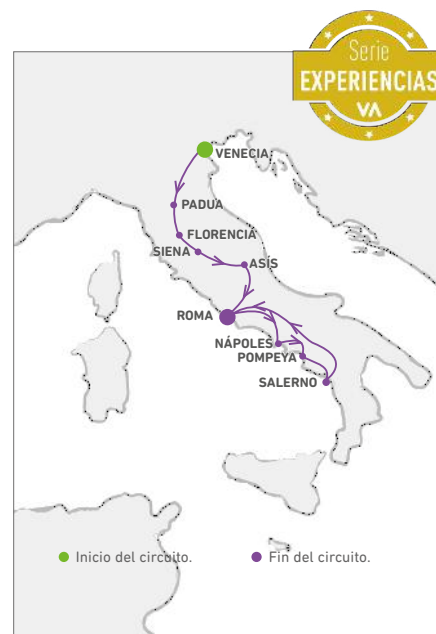 Serie
EXPERIENCIAS
VA
VENECIA
PADUA
FLORENCIA
SIENA
ASÍS
ROMA
NÁPOLES
POMPEYA
SALERNO
Inicio del circuito.
Fin del circuito.